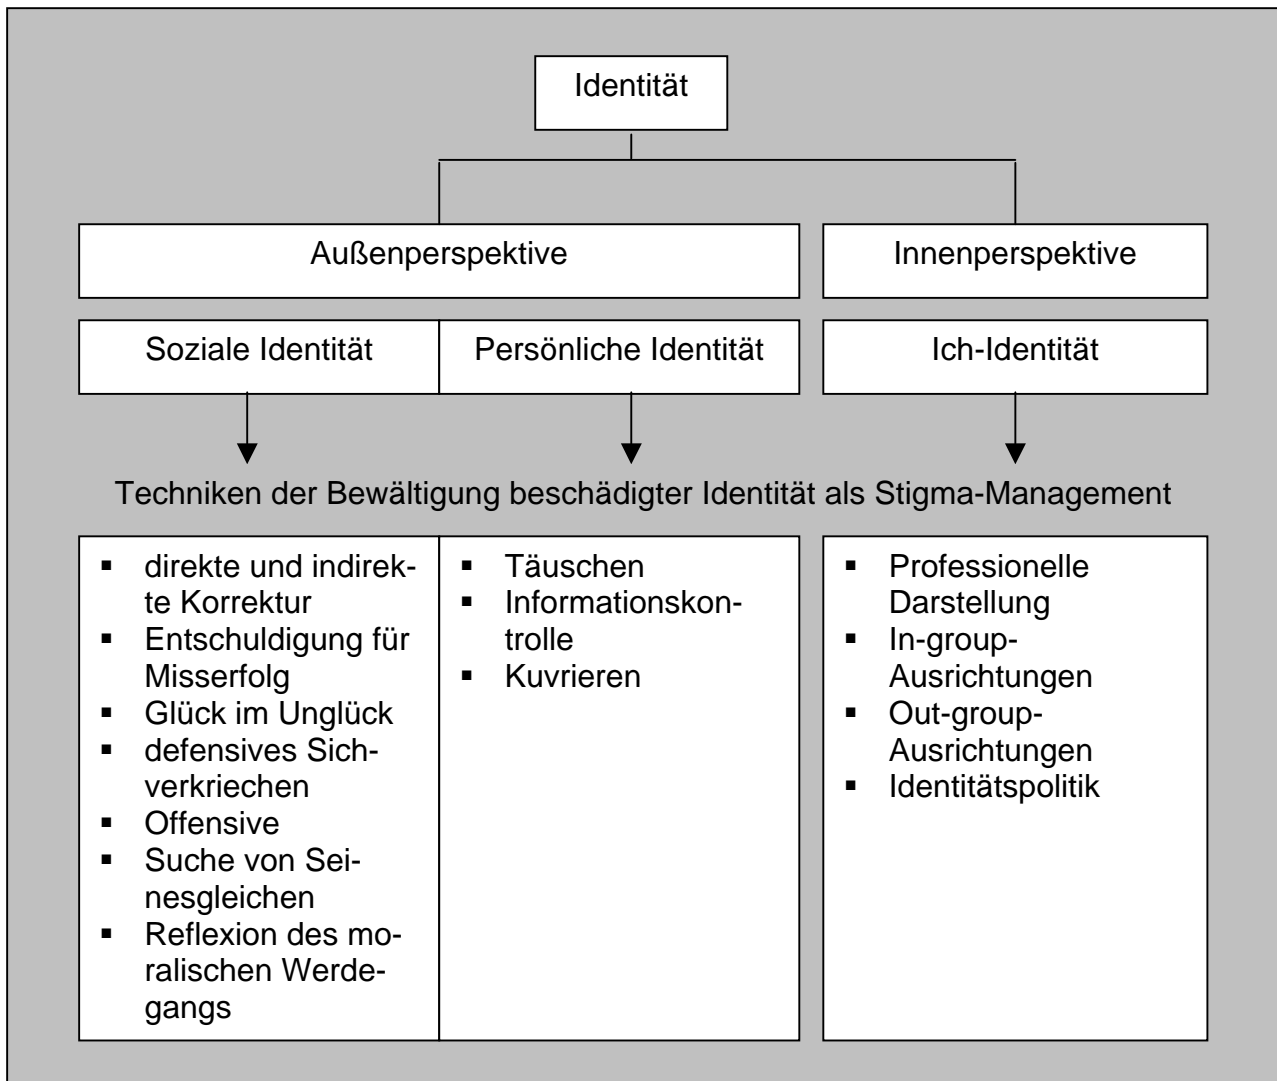 Identität
Außenperspektive
Innenperspektive
Soziale Identität
Persönliche Identität
Ich-Identität
Techniken der Bewältigung beschädigter Identität als Stigma-Management
▪ direkte und indirek-
te Korrektur
▪ Entschuldigung für
Misserfolg
▪ Glück im Unglück
▪ defensives Sich-
verkriechen
▪ Offensive
▪ Suche von Sei-
nesgleichen
▪ Reflexion des mo-
ralischen Werde-
gangs
▪ Täuschen
▪ Informationskon-
trolle
▪ Kuvrieren
▪ Professionelle
Darstellung
▪ In-group-
Ausrichtungen
▪ Out-group-
Ausrichtungen
▪ Identitätspolitik